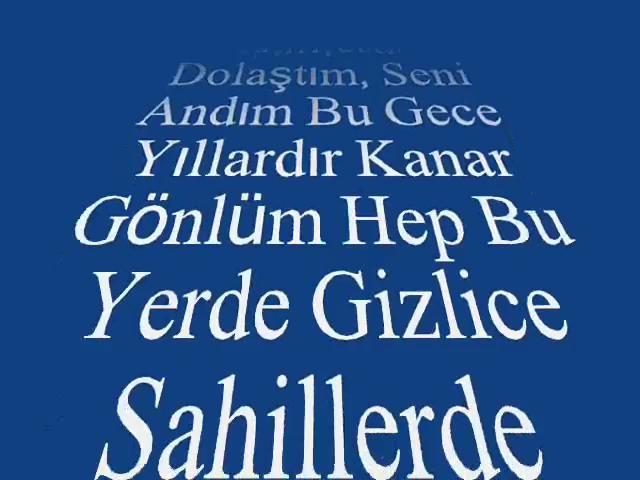 Dolaştım, Seni
Andım Bu Gece
Yıllardır Kanar
Gönlüm Hep Bu
Yerde Gizlice
Sahillerde